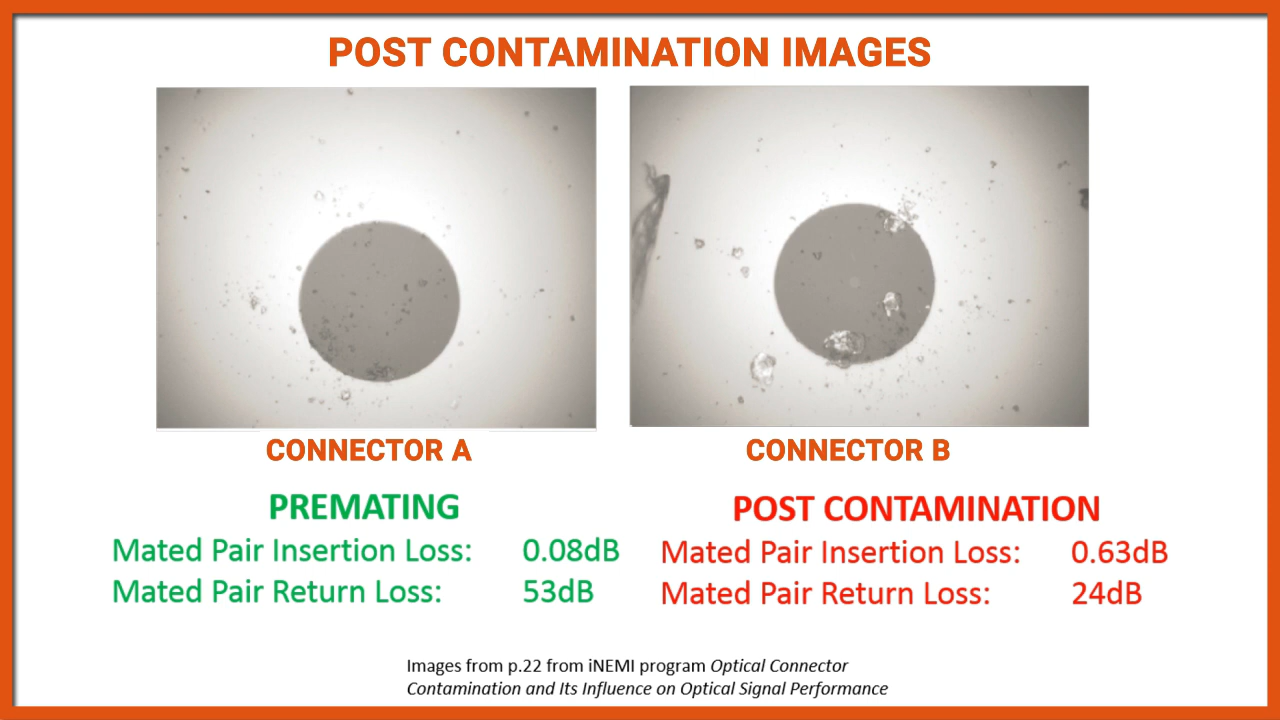 POST CONTAMINATION IMAGES
CONNECTOR A
CONNECTOR B
PREMATING
Mated Pair Insertion Loss: 0.08dB
Mated Pair Return Loss: 53dB
POST CONTAMINATION
Mated Pair Insertion Loss: 0.63dB
Mated Pair Return Loss: 24dB
Images from p.22 from iNEMI program Optical Connector
Contamination and Its Influence on Optical Signal Performance